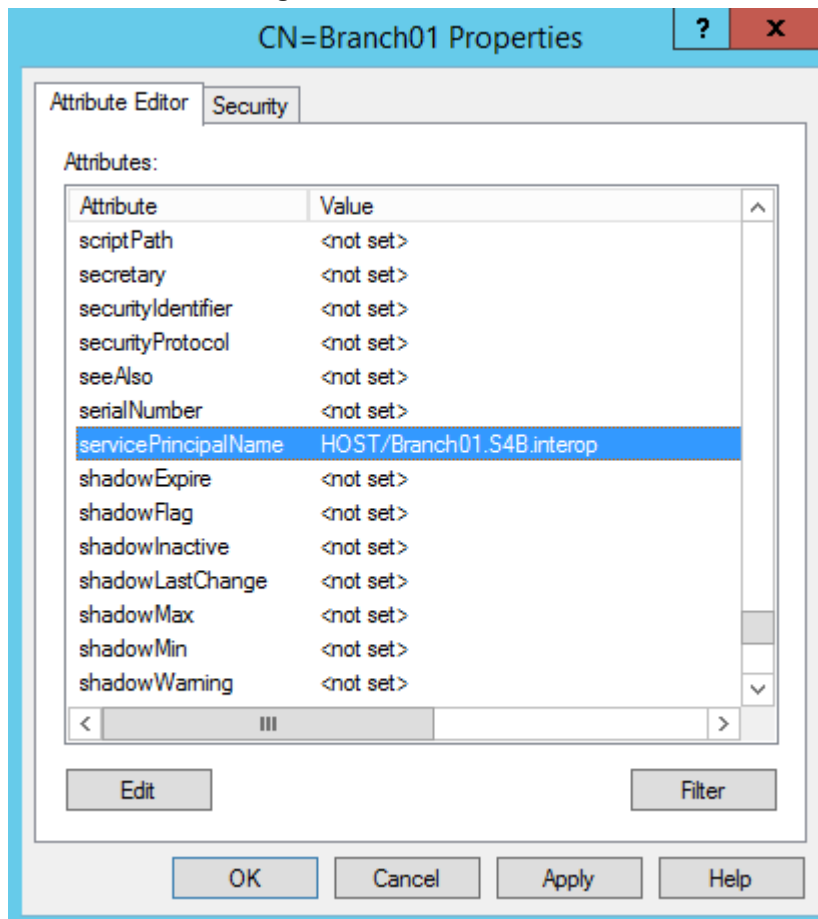 CN=Branch01 Properties ? x
Attribute Editor Security
Attributes:
Attribute Value
scriptPath <not set>
secretary <not set>
securityIdentifier <not set>
securityProtocol <not set>
seeAlso <not set>
serialNumber <not set>
servicePrincipalName HOST/Branch01.S4B.interop
shadowExpire <not set>
shadowFlag <not set>
shadowInactive <not set>
shadowLastChange <not set>
shadowMax <not set>
shadowMin <not set>
shadowWarning <not set>
Edit Filter
OK Cancel Apply Help